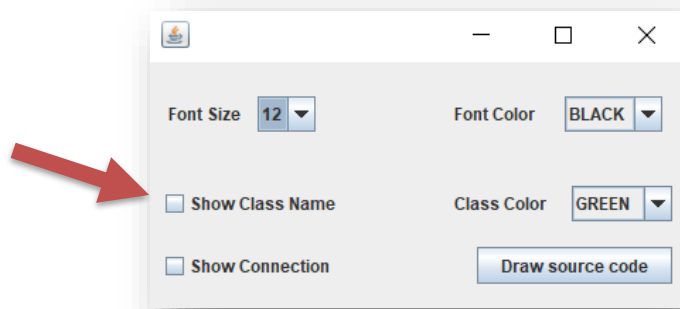 Font Size 12 Font Color BLACK
Show Class Name Class Color GREEN
Show Connection Draw source code